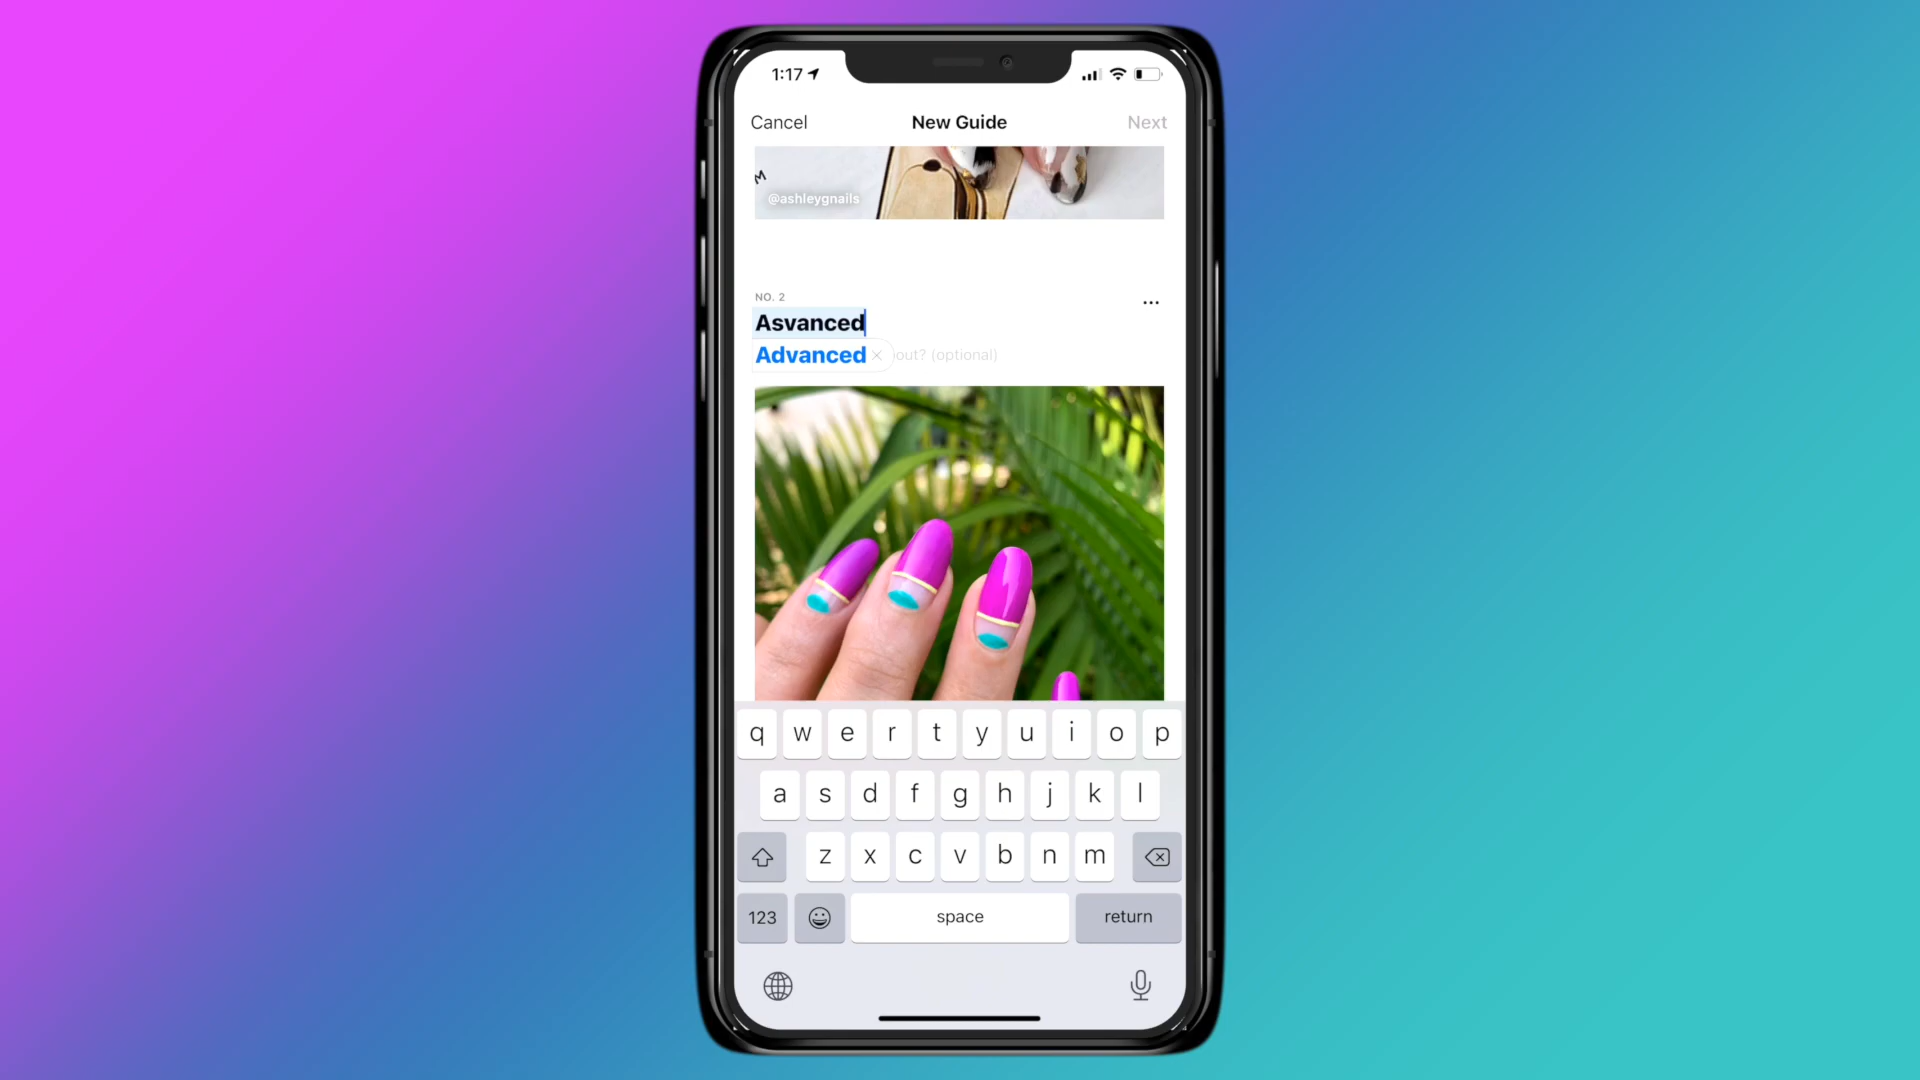 1:17
Cancel New Guide Next
M
@ashleygnails
NO. 2
Asvanced
Advanced out? (optional)
q w e r t y u i o p
a s d f g h j k l
z x c v b n m
123 space return